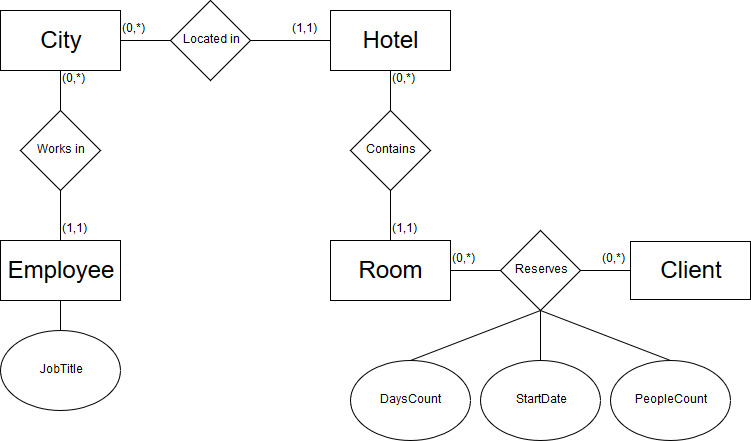 City
(0,*)
Located in
(1,1)
Hotel
(0,*)
(0,*)
Works in
Contains
(1,1)
(1,1)
Employee
Room
(0,*)
Reserves
(0,*)
Client
JobTitle
DaysCount
StartDate
PeopleCount